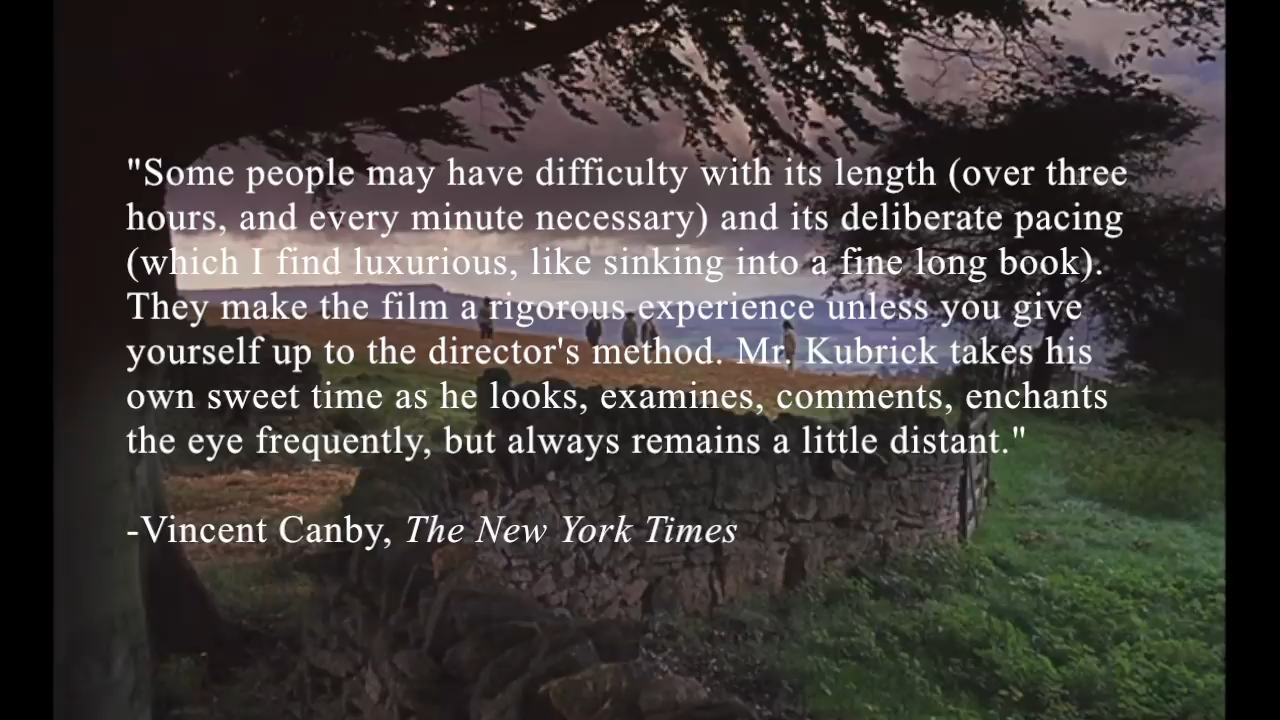 "Some people may have difficulty with its length (over three
hours, and every minute necessary) and its deliberate pacing
(which I find luxurious, like sinking into a fine long book).
They make the film a rigorous experience unless you give
yourself up to the director's method. Mr. Kubrick takes his
own sweet time as he looks, examines, comments, enchants
the eye frequently, but always remains a little distant."
-Vincent Canby, The New York Times